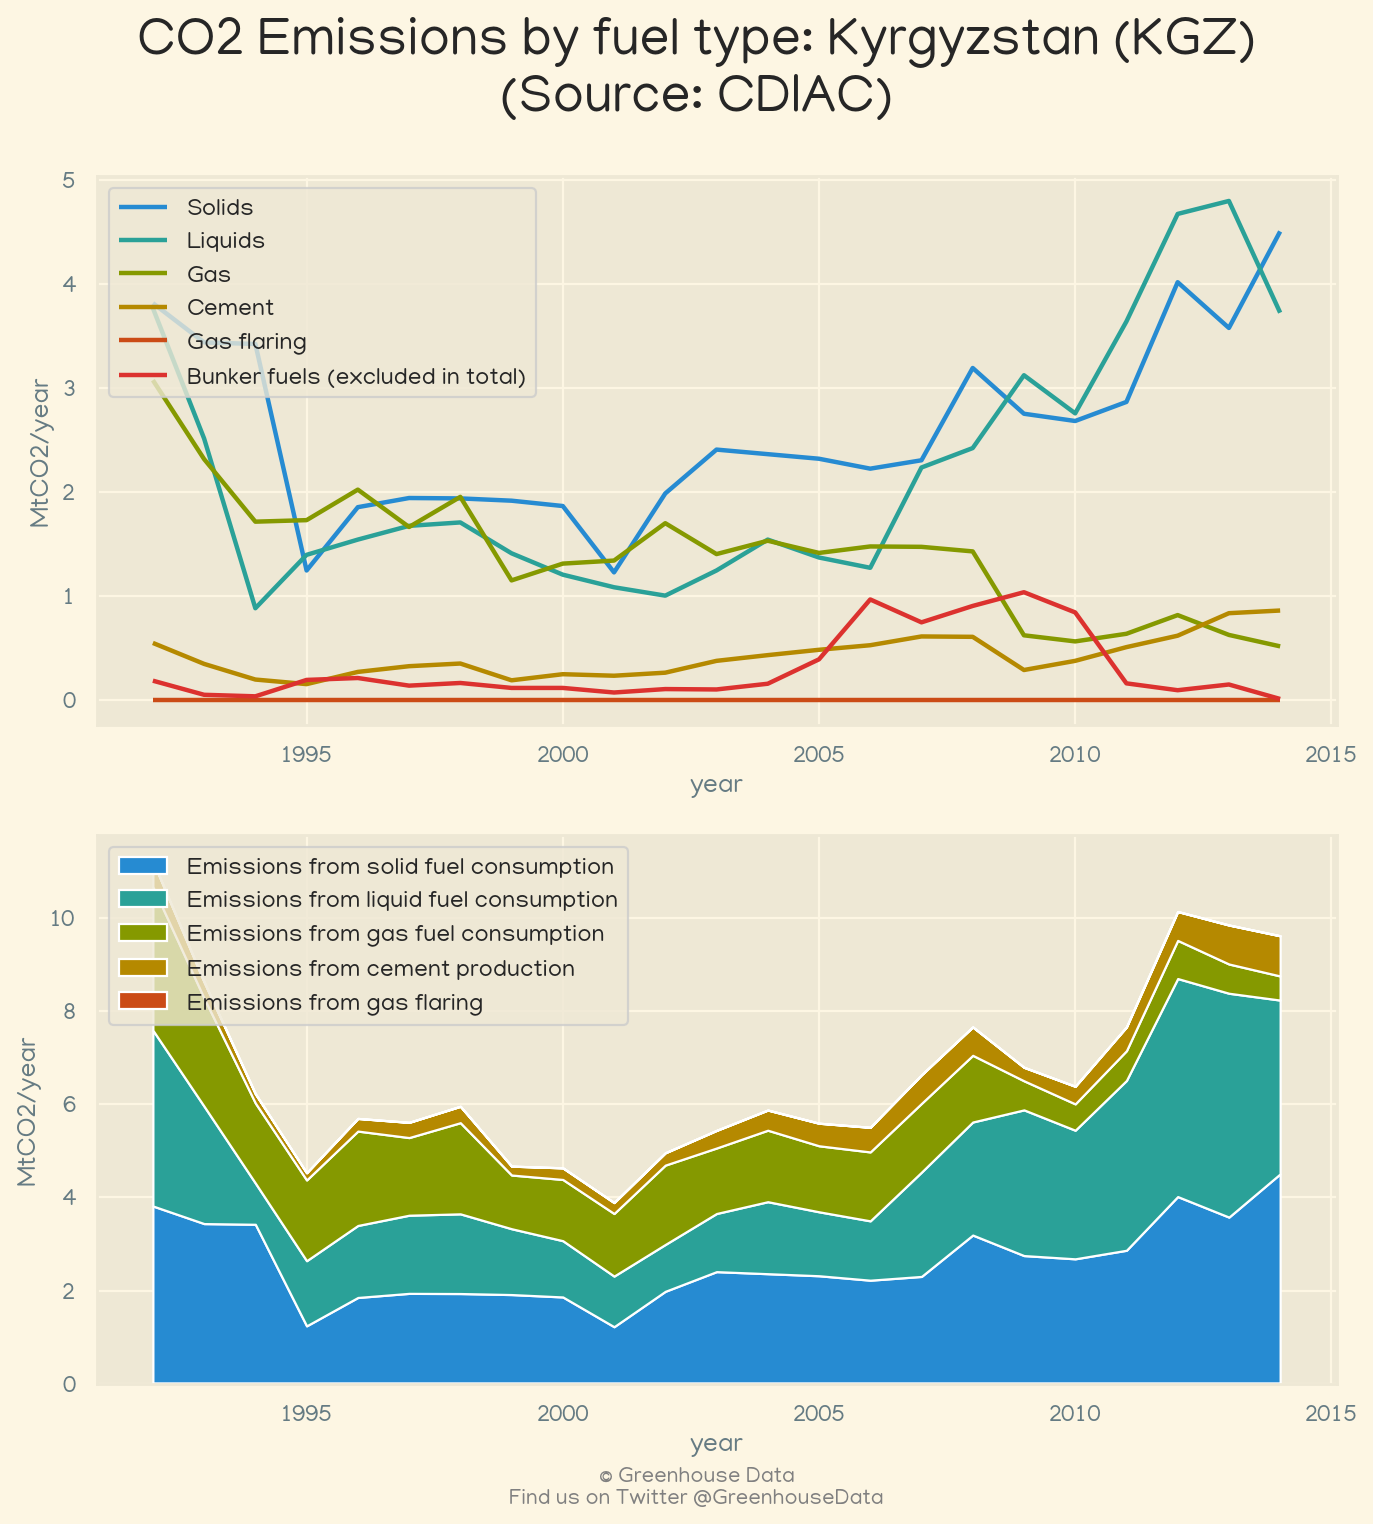 CO2 Emissions by fuel type: Kyrgyzstan (KGZ)
(Source: CDIAC)
5
4
3
2
1
0
MtCO2/year
Solids
Liquids
Gas
Cement
Gas flaring
Bunker fuels (excluded in total)
1995
2000
2005
2010
2015
year
10
8
6
4
2
0
MtCO2/year
Emissions from solid fuel consumption
Emissions from liquid fuel consumption
Emissions from gas fuel consumption
Emissions from cement production
Emissions from gas flaring
1995
2000
2005
2010
2015
year
© Greenhouse Data
Find us on Twitter @GreenhouseData